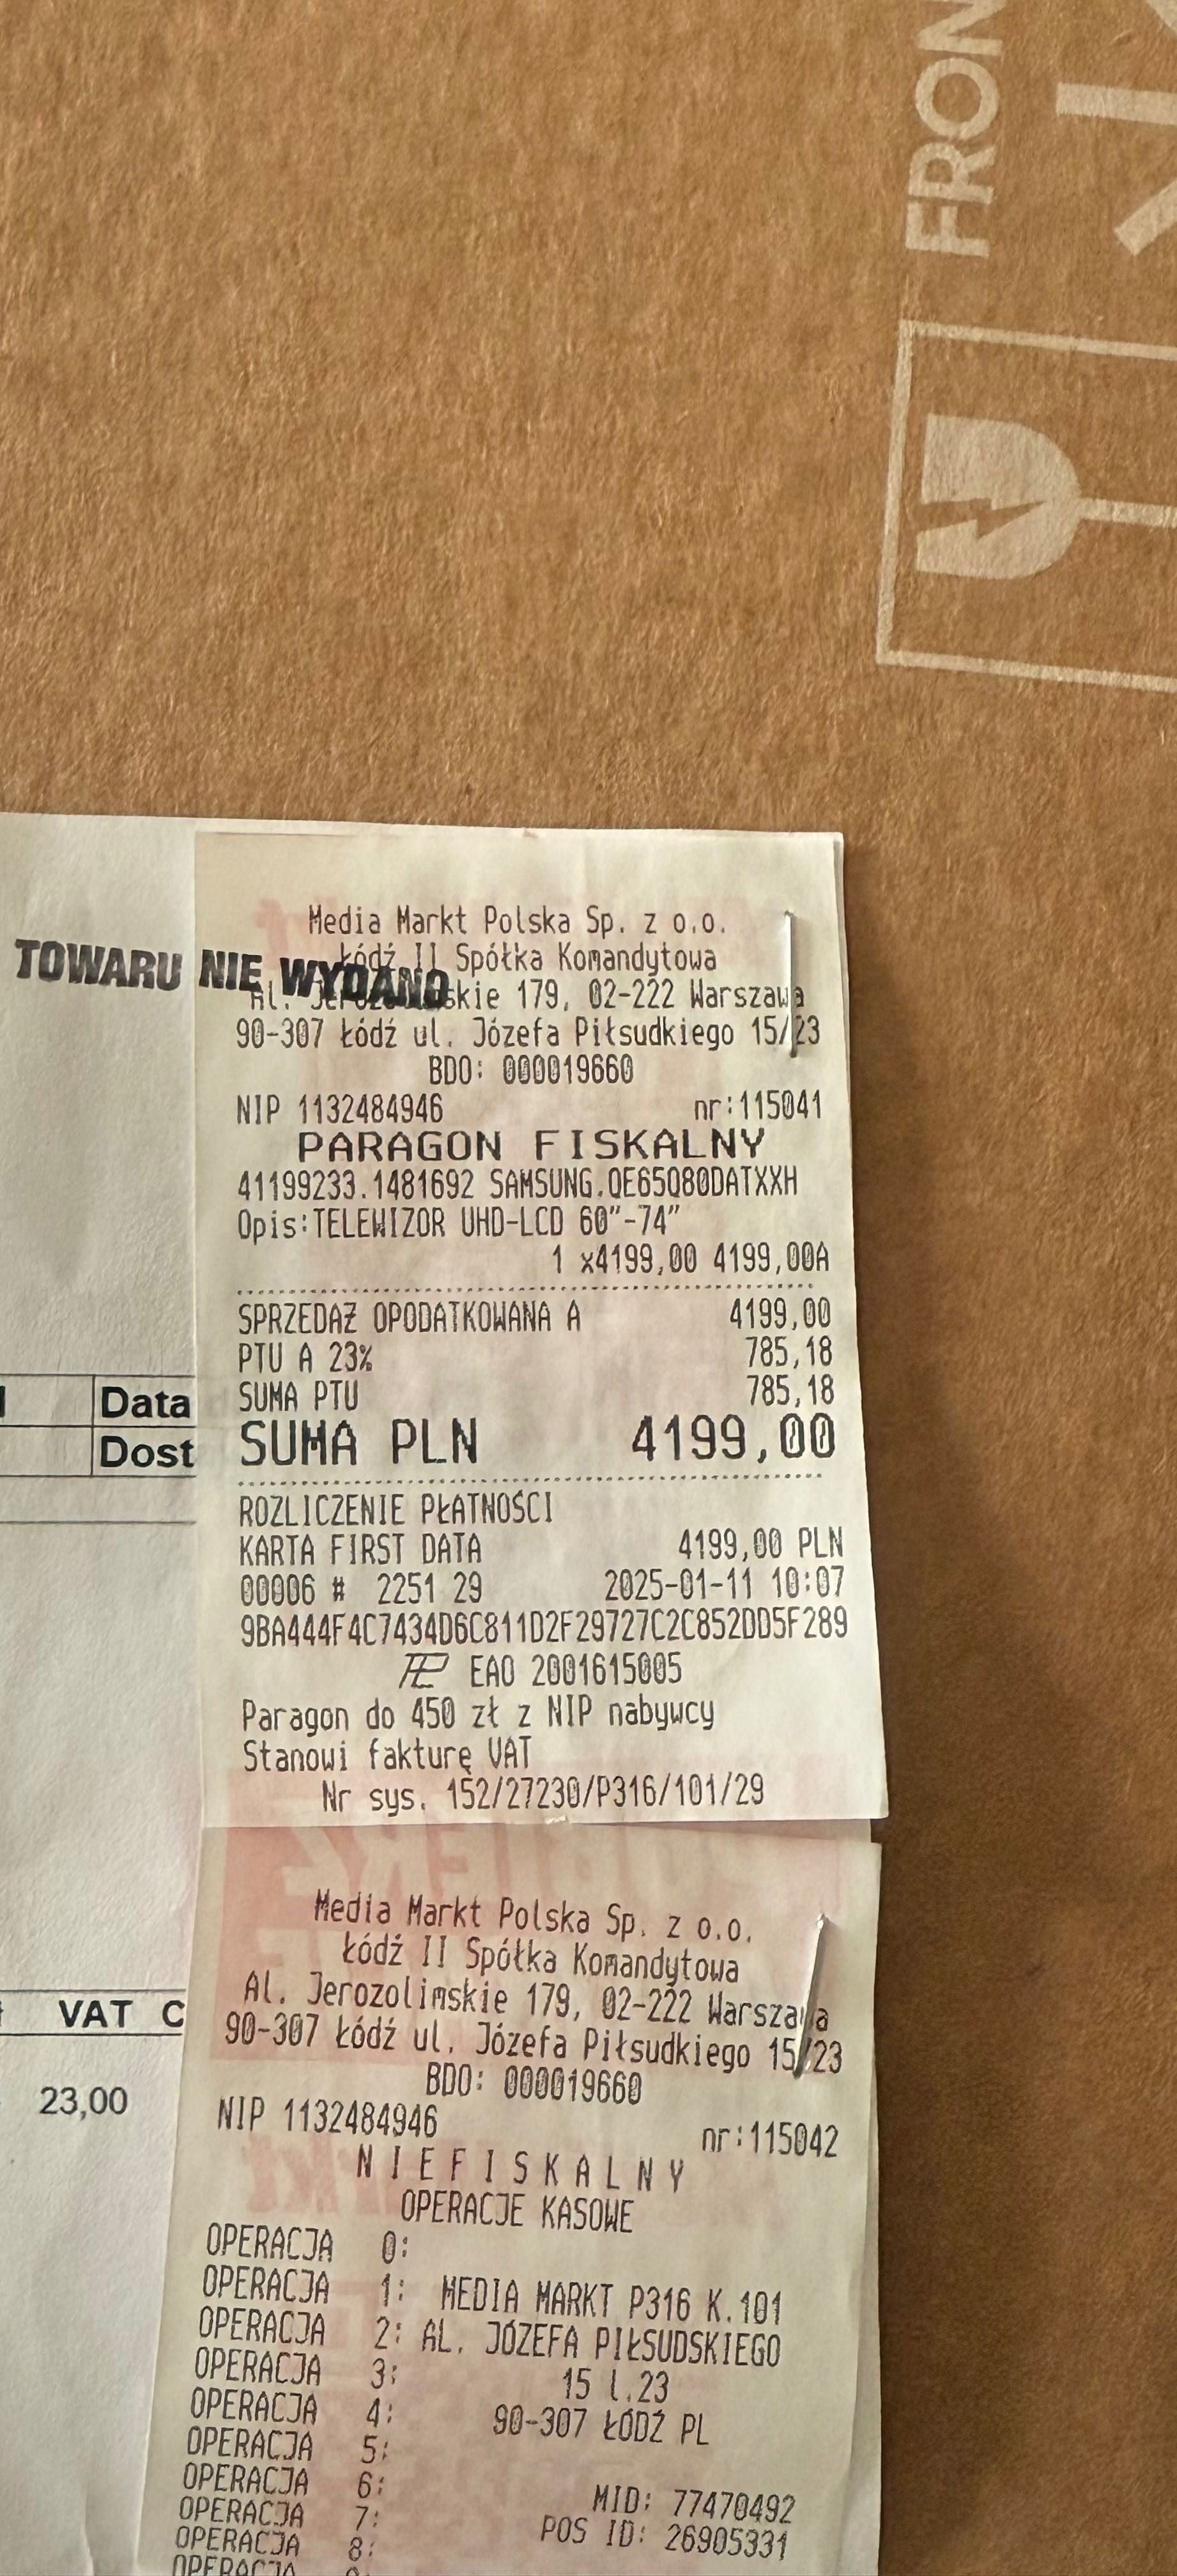 FRON
TOWARU NIE WYDANO
Media Markt Polska Sp. z o.o.
Łódź II Spółka Komandytowa
Al. Jerozolimskie 179, 02-222 Warszawa
90-307 Łódź ul. Józefa Piłsudkiego 15/23
BDO: 000019660
NIP 1132484946 nr:115041
PARAGON FISKALNY
41199233.1481692 SAMSUNG.QE65Q80DATXXH
Opis:TELEWIZOR UHD-LCD 60"-74"
1 x4199,00 4199,00A
SPRZEDAŻ OPODATKOWANA A 4199,00
PTU A 23% 785,18
SUMA PTU 785,18
SUMA PLN 4199,00
ROZLICZENIE PŁATNOŚCI
KARTA FIRST DATA 4199,00 PLN
00006 # 2251 29 2025-01-11 10:07
9BA444F4C7434D6C811D2F29727C2C852DD5F289
EAO 2001615005
Paragon do 450 zł z NIP nabywcy
Stanowi fakturę VAT
Nr sys. 152/27230/P316/101/29
Data
Dost
VAT C
23,00
Media Markt Polska Sp. z o.o.
Łódź II Spółka Komandytowa
Al. Jerozolimskie 179, 02-222 Warszawa
90-307 Łódź ul. Józefa Piłsudkiego 15/23
BDO: 000019660
NIP 1132484946 nr:115042
NIEFISKALNY
OPERACJE KASOWE
OPERACJA 0:
OPERACJA 1: MEDIA MARKT P316 K.101
OPERACJA 2: AL. JÓZEFA PIŁSUDSKIEGO
OPERACJA 3: 15 l.23
OPERACJA 4: 90-307 ŁÓDŹ PL
OPERACJA 5:
OPERACJA 6: MID: 77470492
OPERACJA 7: POS ID: 26905331
OPERACJA 8:
OPERACJA